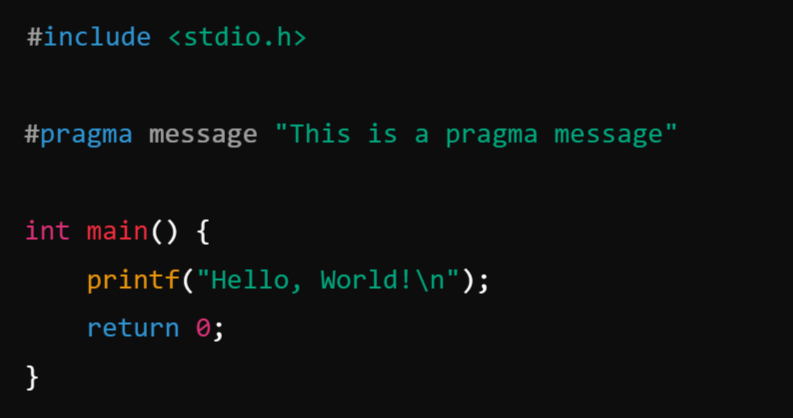 #include <stdio.h>
#pragma message "This is a pragma message"
int main() {
    printf("Hello, World!\n");
    return 0;
}